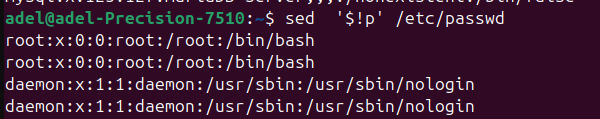 adel@adel-Precision-7510:~$ sed  '$!p' /etc/passwd
root:x:0:0:root:/root:/bin/bash
root:x:0:0:root:/root:/bin/bash
daemon:x:1:1:daemon:/usr/sbin:/usr/sbin/nologin
daemon:x:1:1:daemon:/usr/sbin:/usr/sbin/nologin